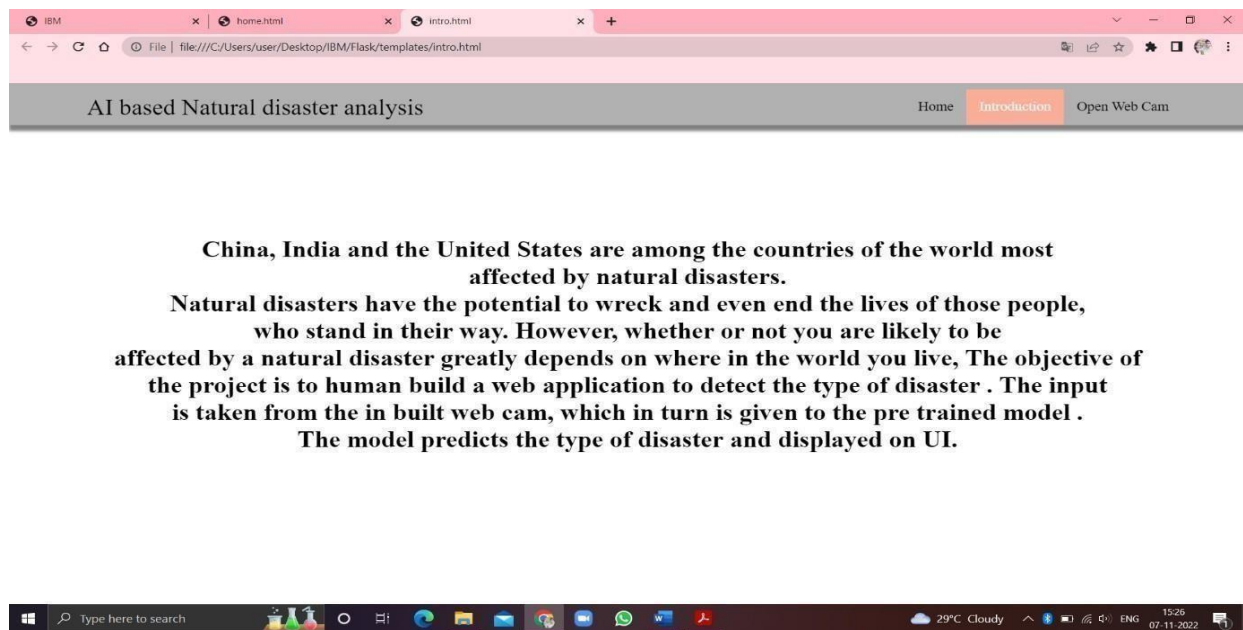 IBM
home.html
intro.html
File | file:///C:/Users/user/Desktop/IBM/Flask/templates/intro.html
AI based Natural disaster analysis
Home
Introduction
Open Web Cam
China, India and the United States are among the countries of the world most
affected by natural disasters.
Natural disasters have the potential to wreck and even end the lives of those people,
who stand in their way. However, whether or not you are likely to be
affected by a natural disaster greatly depends on where in the world you live, The objective of
the project is to human build a web application to detect the type of disaster . The input
is taken from the in built web cam, which in turn is given to the pre trained model .
The model predicts the type of disaster and displayed on UI.
Type here to search
29°C Cloudy
ENG
15:26
07-11-2022